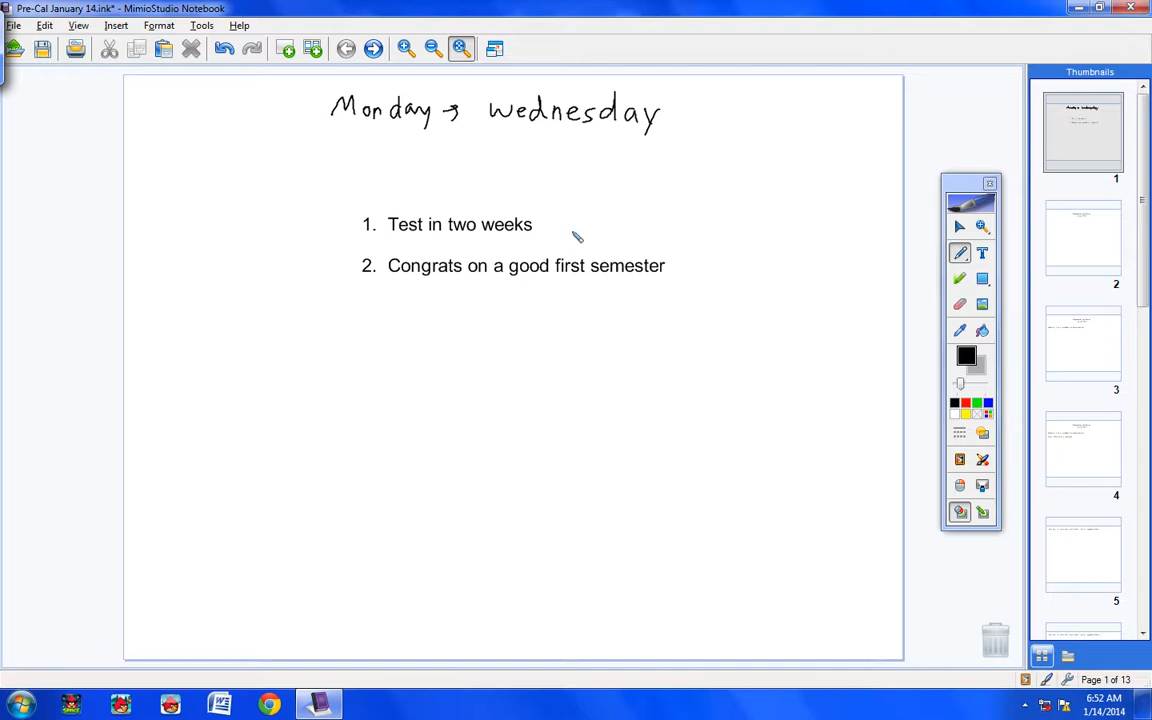 Pre-Cal January 14.ink* - MimioStudio Notebook
File Edit View Insert Format Tools Help
Monday → Wednesday
1. Test in two weeks
2. Congrats on a good first semester
Thumbnails
1
2
3
4
5
T
Page 1 of 13
6:52 AM
1/14/2014